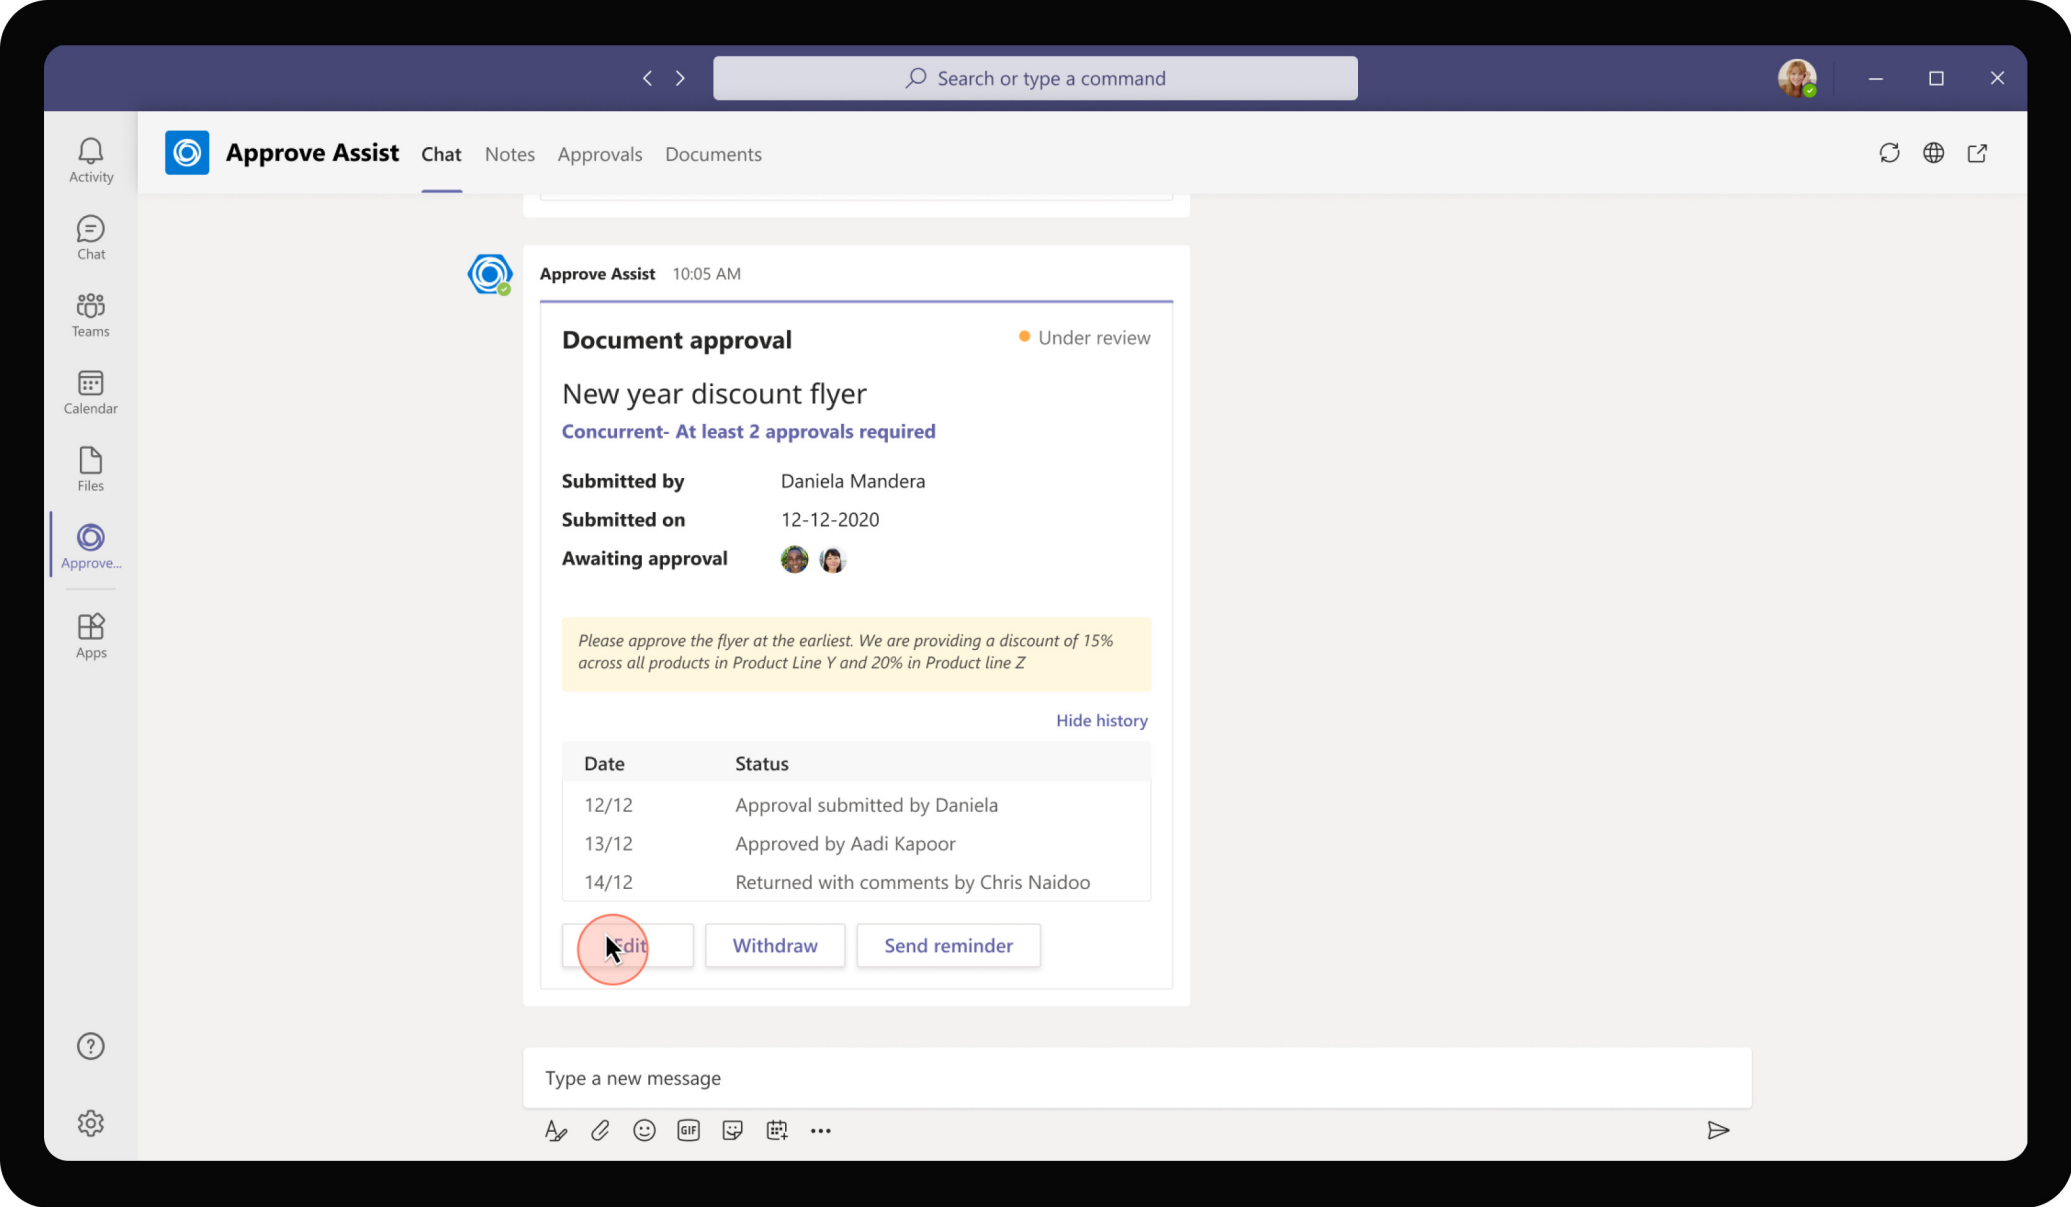 Search or type a command
Activity
Chat
Teams
Calendar
Files
Approve...
Apps
Approve Assist
Chat
Notes
Approvals
Documents
Approve Assist 10:05 AM
Document approval
Under review
New year discount flyer
Concurrent- At least 2 approvals required
Submitted by Daniela Mandera
Submitted on 12-12-2020
Awaiting approval
Please approve the flyer at the earliest. We are providing a discount of 15%
across all products in Product Line Y and 20% in Product line Z
Hide history
Date Status
12/12 Approval submitted by Daniela
13/12 Approved by Aadi Kapoor
14/12 Returned with comments by Chris Naidoo
Edit
Withdraw
Send reminder
Type a new message
GIF